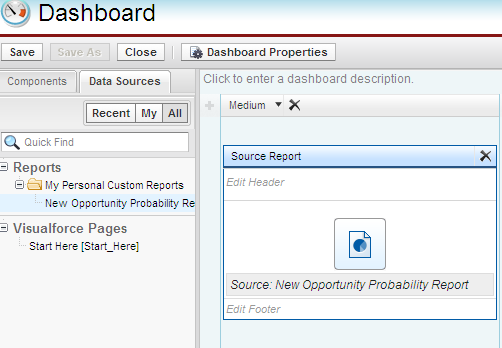 Dashboard
Save
Save As
Close
Dashboard Properties
Components
Data Sources
Recent
My
All
Quick Find
Reports
My Personal Custom Reports
New Opportunity Probability Re
Visualforce Pages
Start Here [Start_Here]
Click to enter a dashboard description.
Medium
Source Report
Edit Header
Source: New Opportunity Probability Report
Edit Footer